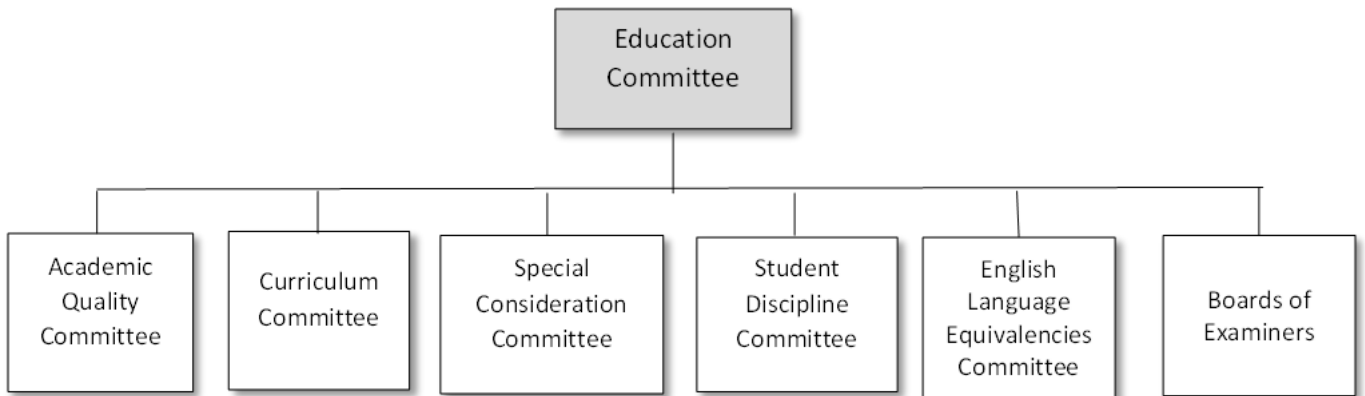 Education
Committee
Academic
Quality
Committee
Curriculum
Committee
Special
Consideration
Committee
Student
Discipline
Committee
English
Language
Equivalencies
Committee
Boards of
Examiners